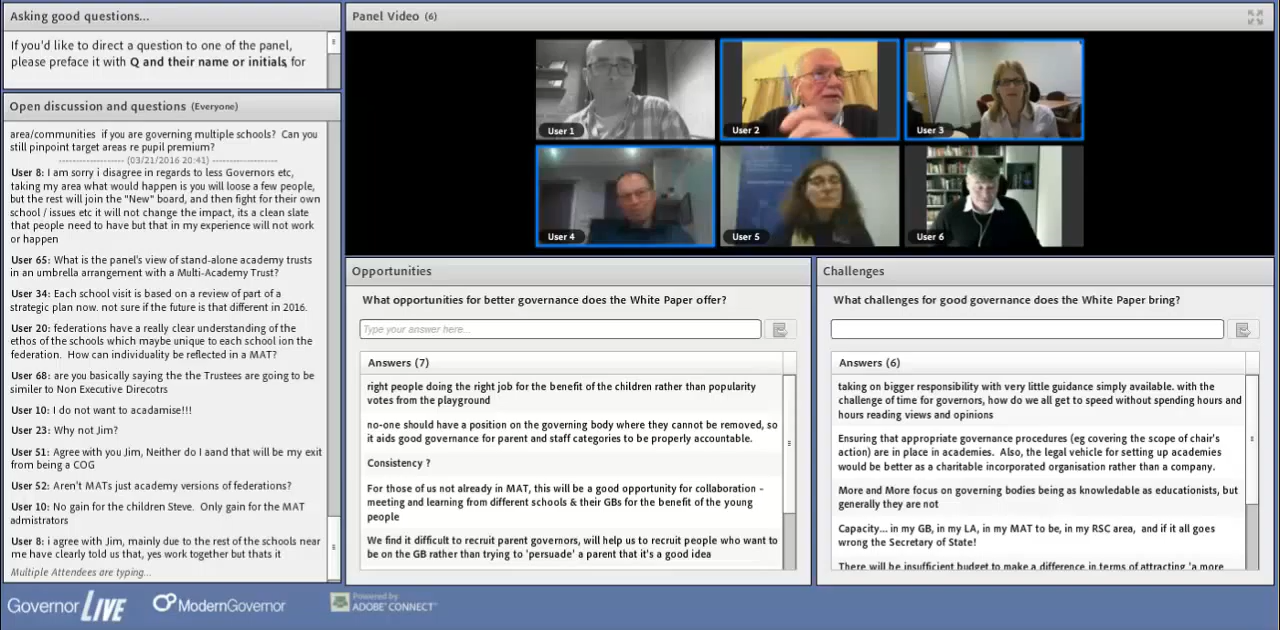 Asking good questions...
If you'd like to direct a question to one of the panel,
please preface it with Q and their name or initials, for
Open discussion and questions (Everyone)
area/communities if you are governing multiple schools? Can you
still pinpoint target areas re pupil premium?
-------------------- (03/21/2016 20:41) --------------------
User 8: I am sorry i disagree in regards to less Governors etc,
taking my area what would happen is you will loose a few people,
but the rest will join the "New" board, and then fight for their own
school / issues etc it will not change the impact, its a clean slate
that people need to have but that in my experience will not work
or happen
User 65: What is the panel's view of stand-alone academy trusts
in an umbrella arrangement with a Multi-Academy Trust?
User 34: Each school visit is based on a review of part of a
strategic plan now. not sure if the future is that different in 2016.
User 20: federations have a really clear understanding of the
ethos of the schools which maybe unique to each school ion the
federation. How can individuality be reflected in a MAT?
User 68: are you basically saying the the Trustees are going to be
similer to Non Executive Direcotrs
User 10: I do not want to acadamise!!!
User 23: Why not Jim?
User 51: Agree with you Jim, Neither do I aand that will be my exit
from being a COG
User 52: Aren't MATs just academy versions of federations?
User 10: No gain for the children Steve. Only gain for the MAT
admistrators
User 8: i agree with Jim, mainly due to the rest of the schools near
me have clearly told us that, yes work together but thats it
Multiple Attendees are typing...
Panel Video (6)
User 1
User 2
User 3
User 4
User 5
User 6
Opportunities
What opportunities for better governance does the White Paper offer?
Type your answer here...
Answers (7)
right people doing the right job for the benefit of the children rather than popularity
votes from the playground
no-one should have a position on the governing body where they cannot be removed, so
it aids good governance for parent and staff categories to be properly accountable.
Consistency ?
For those of us not already in MAT, this will be a good opportunity for collaboration -
meeting and learning from different schools & their GBs for the benefit of the young
people
We find it difficult to recruit parent governors, will help us to recruit people who want to
be on the GB rather than trying to 'persuade' a parent that it's a good idea
Challenges
What challenges for good governance does the White Paper bring?
Answers (6)
taking on bigger responsibility with very little guidance simply available. with the
challenge of time for governors, how do we all get to speed without spending hours and
hours reading views and opinions
Ensuring that appropriate governance procedures (eg covering the scope of chair's
action) are in place in academies. Also, the legal vehicle for setting up academies
would be better as a charitable incorporated organisation rather than a company.
More and More focus on governing bodies being as knowledable as educationists, but
generally they are not
Capacity... in my GB, in my LA, in my MAT to be, in my RSC area, and if it all goes
wrong the Secretary of State!
There will be insufficient budget to make a difference in terms of attracting 'a more
Governor LIVE
ModernGovernor
Powered by
ADOBE' CONNECT™